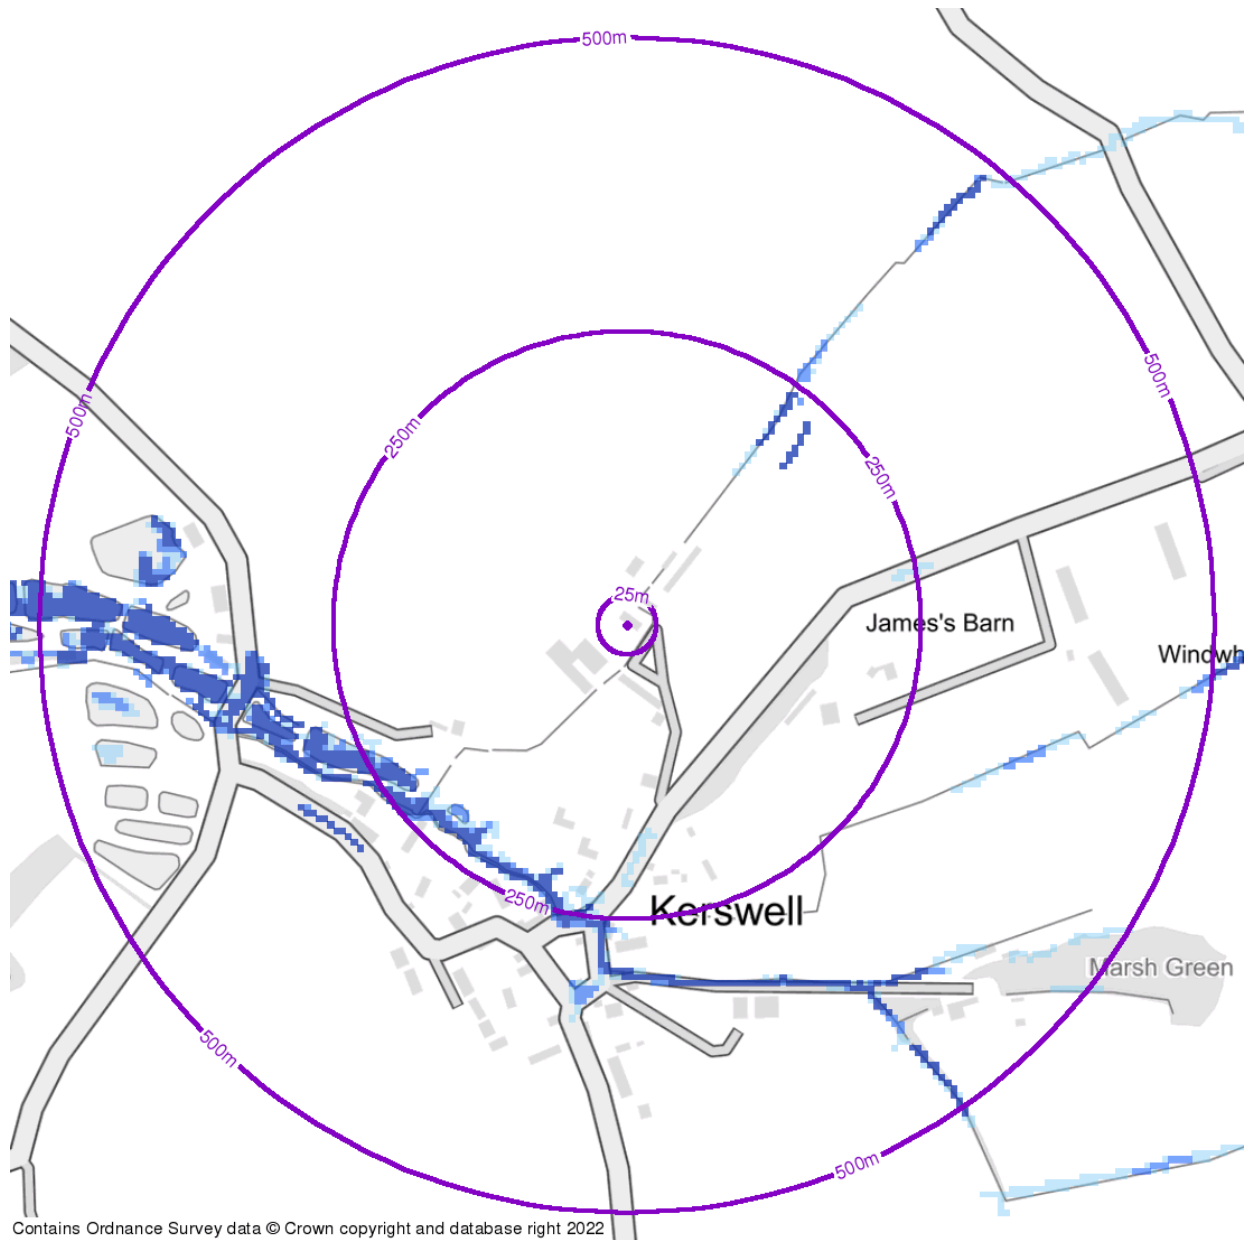 500m
500m
500m
250m
250m
25m
James's Barn
Windwh
250m
Kerswell
Marsh Green
500m
500m
Contains Ordnance Survey data © Crown copyright and database right 2022